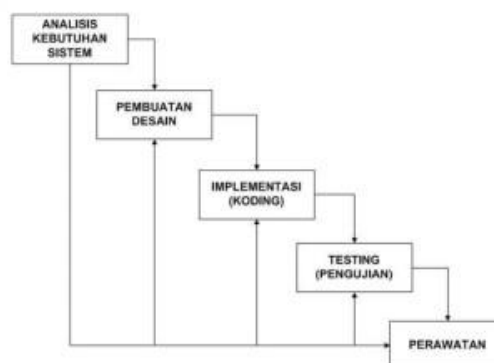 ANALISIS
KEBUTUHAN
SISTEM
PEMBUATAN
DESAIN
IMPLEMENTASI
(KODING)
TESTING
(PENGUJIAN)
PERAWATAN